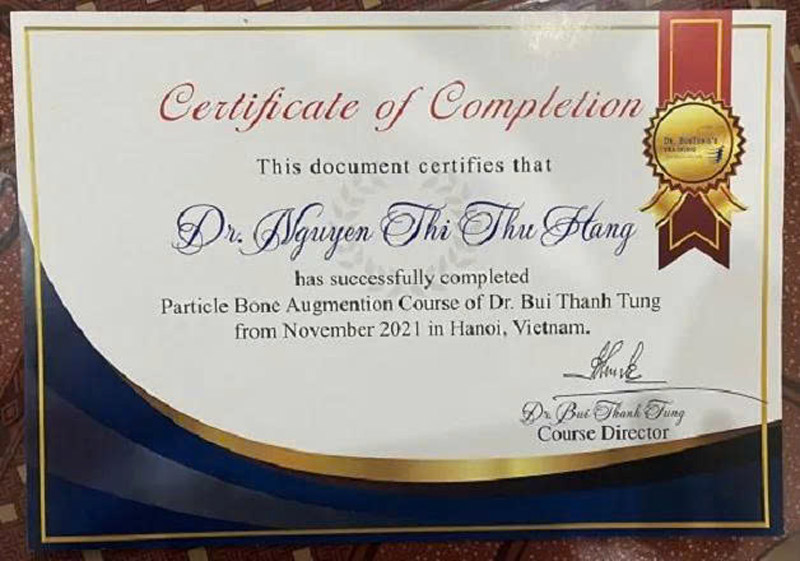 Certificate of Completion
This document certifies that
Dr. Nguyen Thi Thu Hang
has successfully completed
Particle Bone Augmention Course of Dr. Bui Thanh Tung
from November 2021 in Hanoi, Vietnam.
Dr. Bui Thanh Tung
Course Director